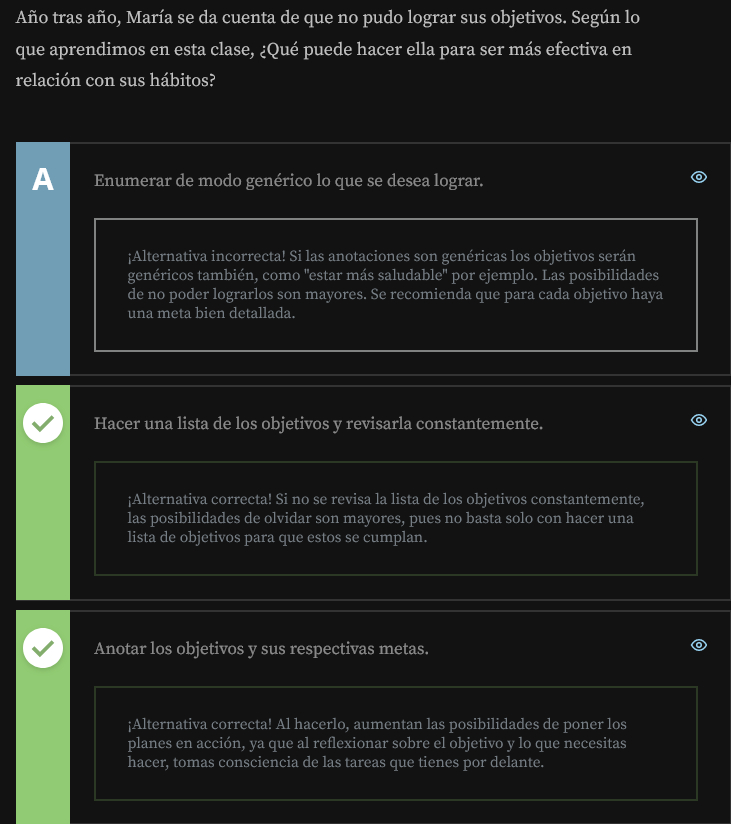 Año tras año, María se da cuenta de que no pudo lograr sus objetivos. Según lo
que aprendimos en esta clase, ¿Qué puede hacer ella para ser más efectiva en
relación con sus hábitos?
A
Enumerar de modo genérico lo que se desea lograr.
¡Alternativa incorrecta! Si las anotaciones son genéricas los objetivos serán
genéricos también, como "estar más saludable" por ejemplo. Las posibilidades
de no poder lograrlos son mayores. Se recomienda que para cada objetivo haya
una meta bien detallada.
Hacer una lista de los objetivos y revisarla constantemente.
¡Alternativa correcta! Si no se revisa la lista de los objetivos constantemente,
las posibilidades de olvidar son mayores, pues no basta solo con hacer una
lista de objetivos para que estos se cumplan.
Anotar los objetivos y sus respectivas metas.
¡Alternativa correcta! Al hacerlo, aumentan las posibilidades de poner los
planes en acción, ya que al reflexionar sobre el objetivo y lo que necesitas
hacer, tomas consciencia de las tareas que tienes por delante.